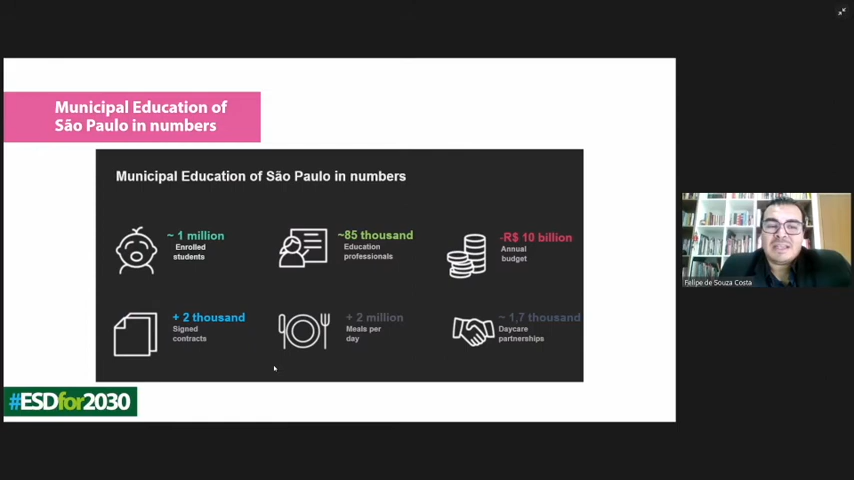 Municipal Education of
São Paulo in numbers
Municipal Education of São Paulo in numbers
~ 1 million
Enrolled
students
~85 thousand
Education
professionals
-R$ 10 billion
Annual
budget
+ 2 thousand
Signed
contracts
+ 2 million
Meals per
day
~ 1,7 thousand
Daycare
partnerships
#ESDfor2030
Felipe de Souza Costa